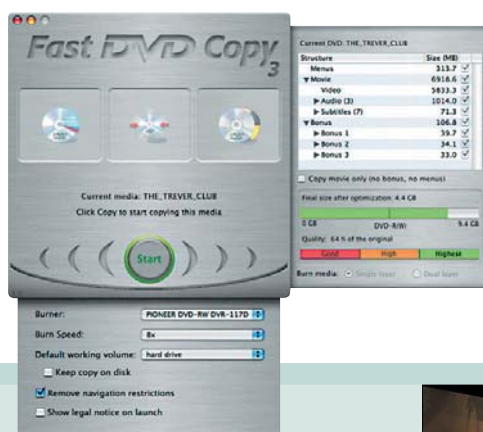 Fast DVD Copy 3
Current media: THE_TREVER_CLUB
Click Copy to start copying this media
Start
Burner: PIONEER DVD-RW DVR-117D
Burn Speed: 8x
Default working volume: hard drive
Keep copy on disk
Remove navigation restrictions
Show legal notice on launch
Current DVD: THE_TREVER_CLUB
Structure Size (MB)
Menus 313.7
Movie 6918.6
Video 5833.3
Audio (3) 1014.0
Subtitles (7) 71.3
Bonus 106.8
Bonus 1 39.7
Bonus 2 34.1
Bonus 3 33.0
Copy movie only (no bonus, no menus)
Final size after optimization: 4.4 GB
0 GB DVD-R(W) 9.4 GB
Quality: 64 % of the original
Good High Highest
Burn media: Single layer Dual layer